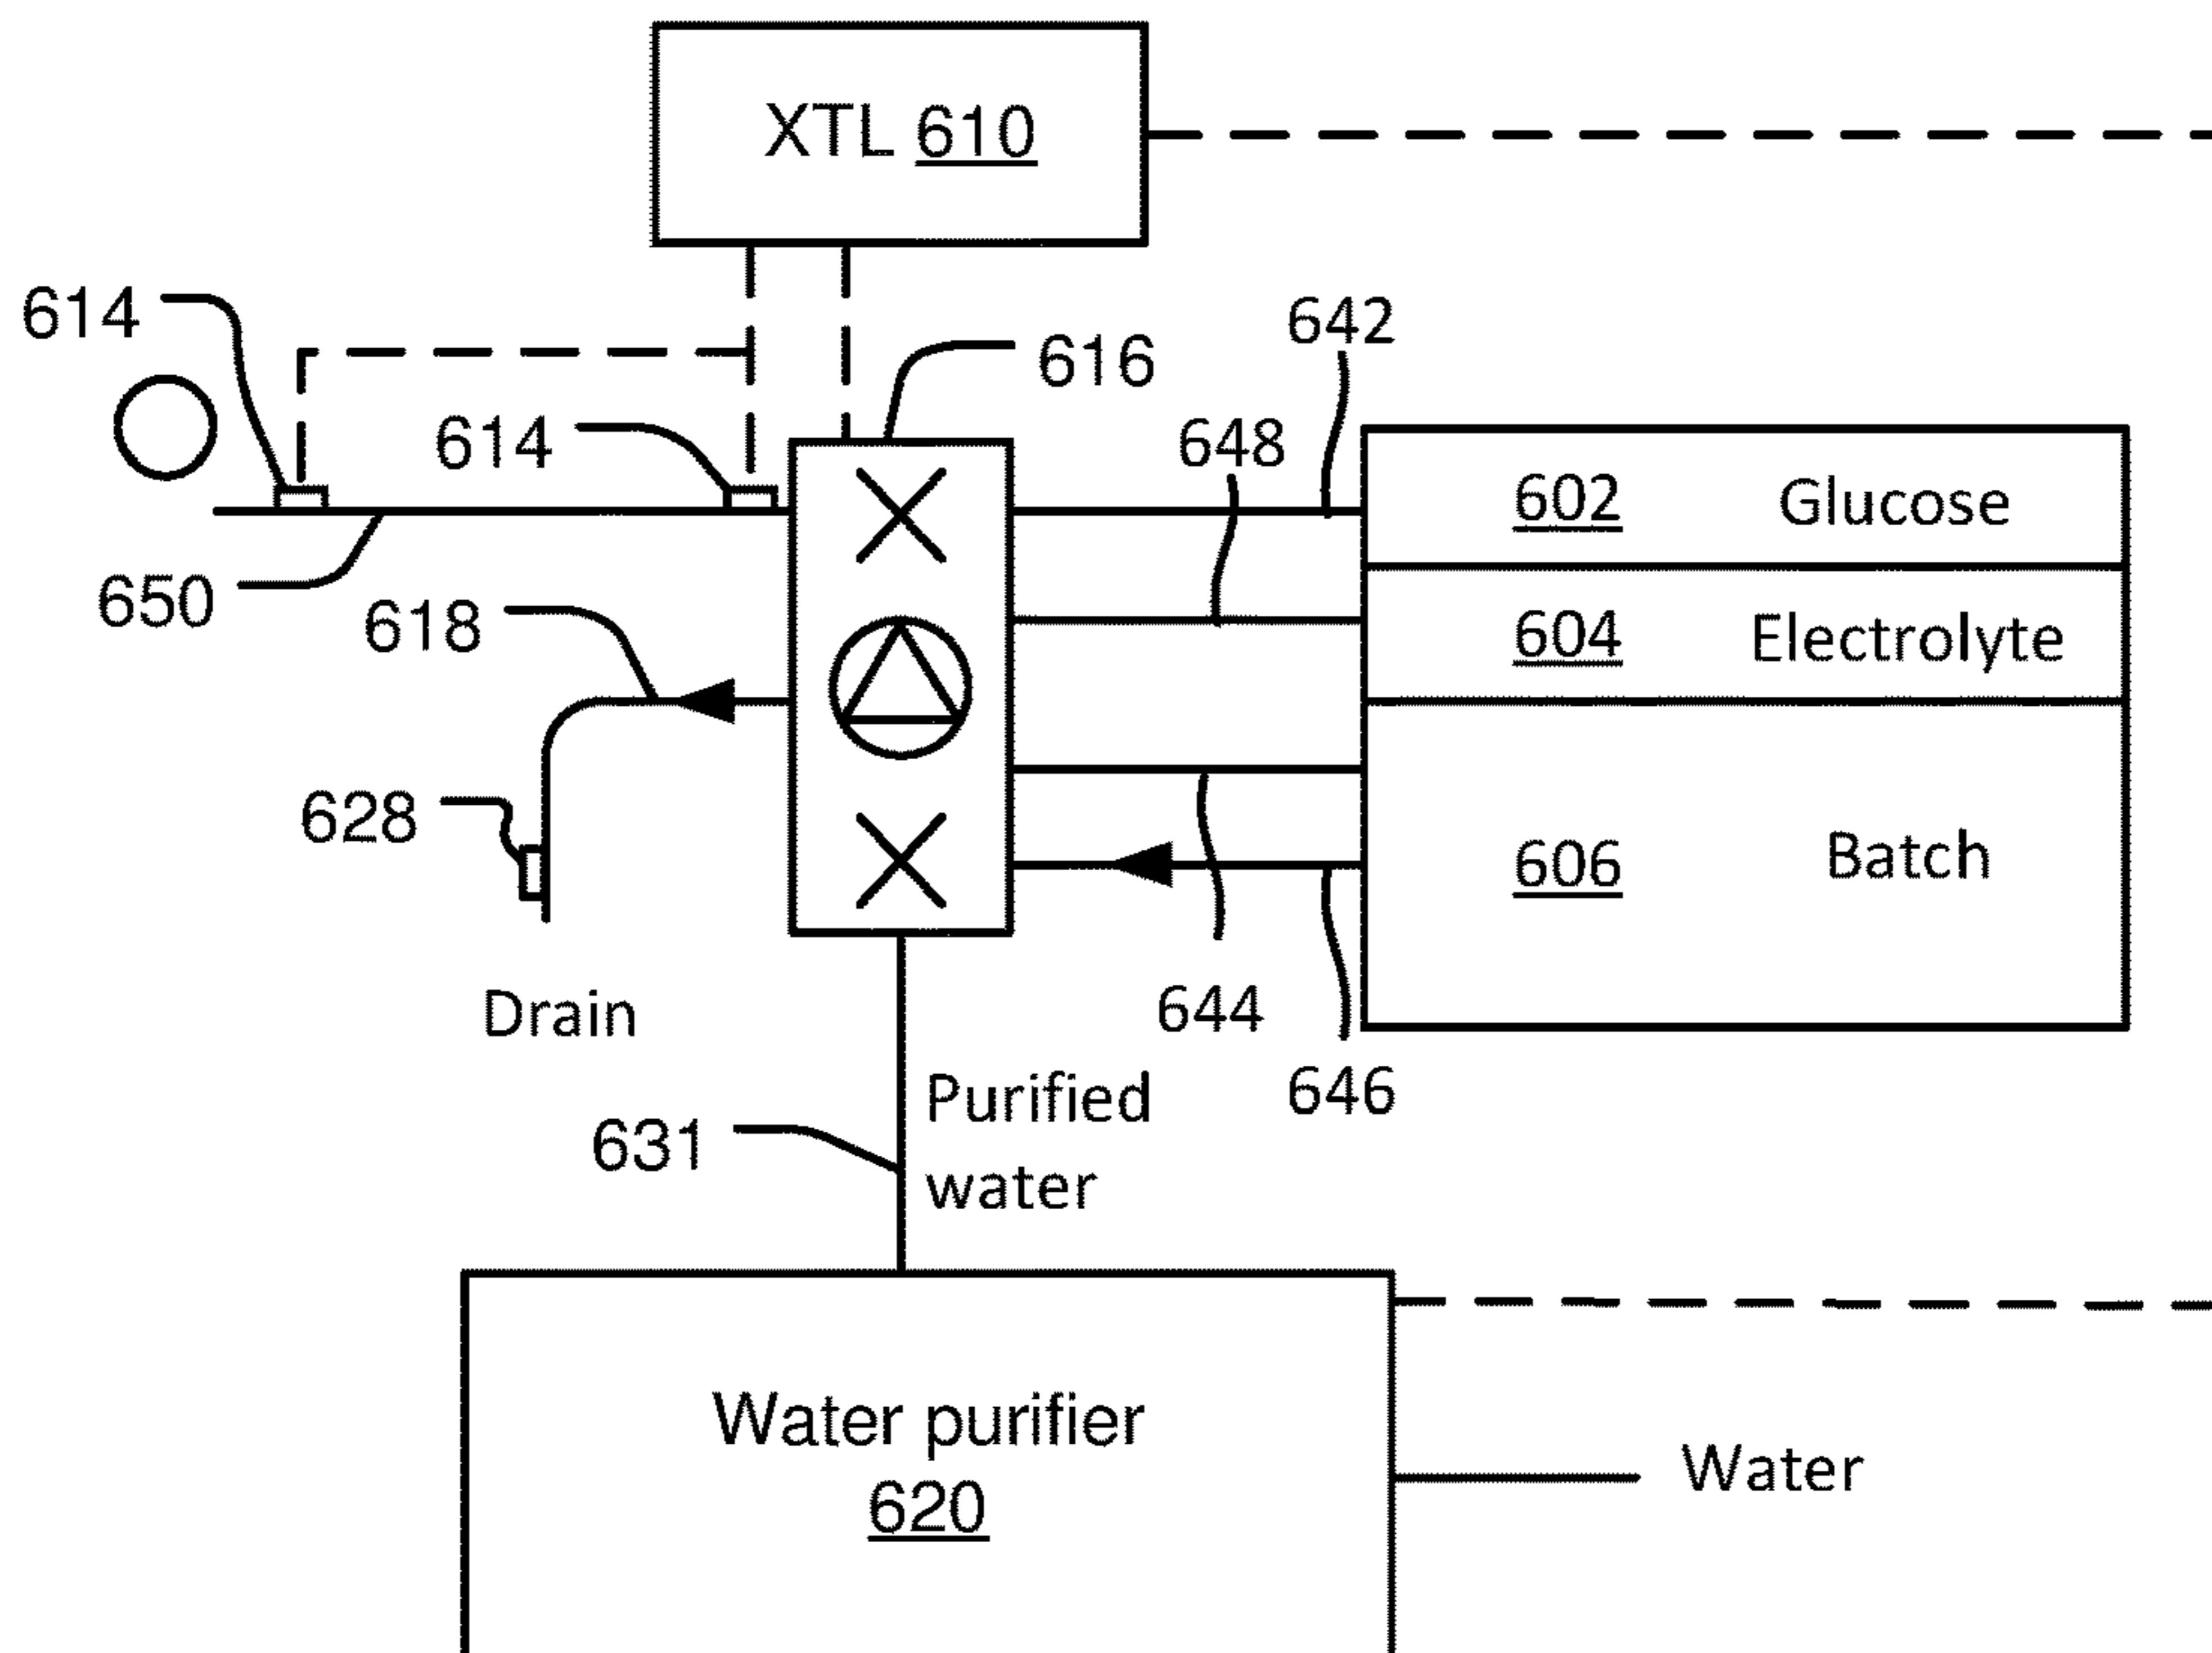 XTL 610
614
616
642
614
648
602 Glucose
650
618
604 Electrolyte
628
606 Batch
Drain
644
646
631
Purified
water
Water purifier
620
Water